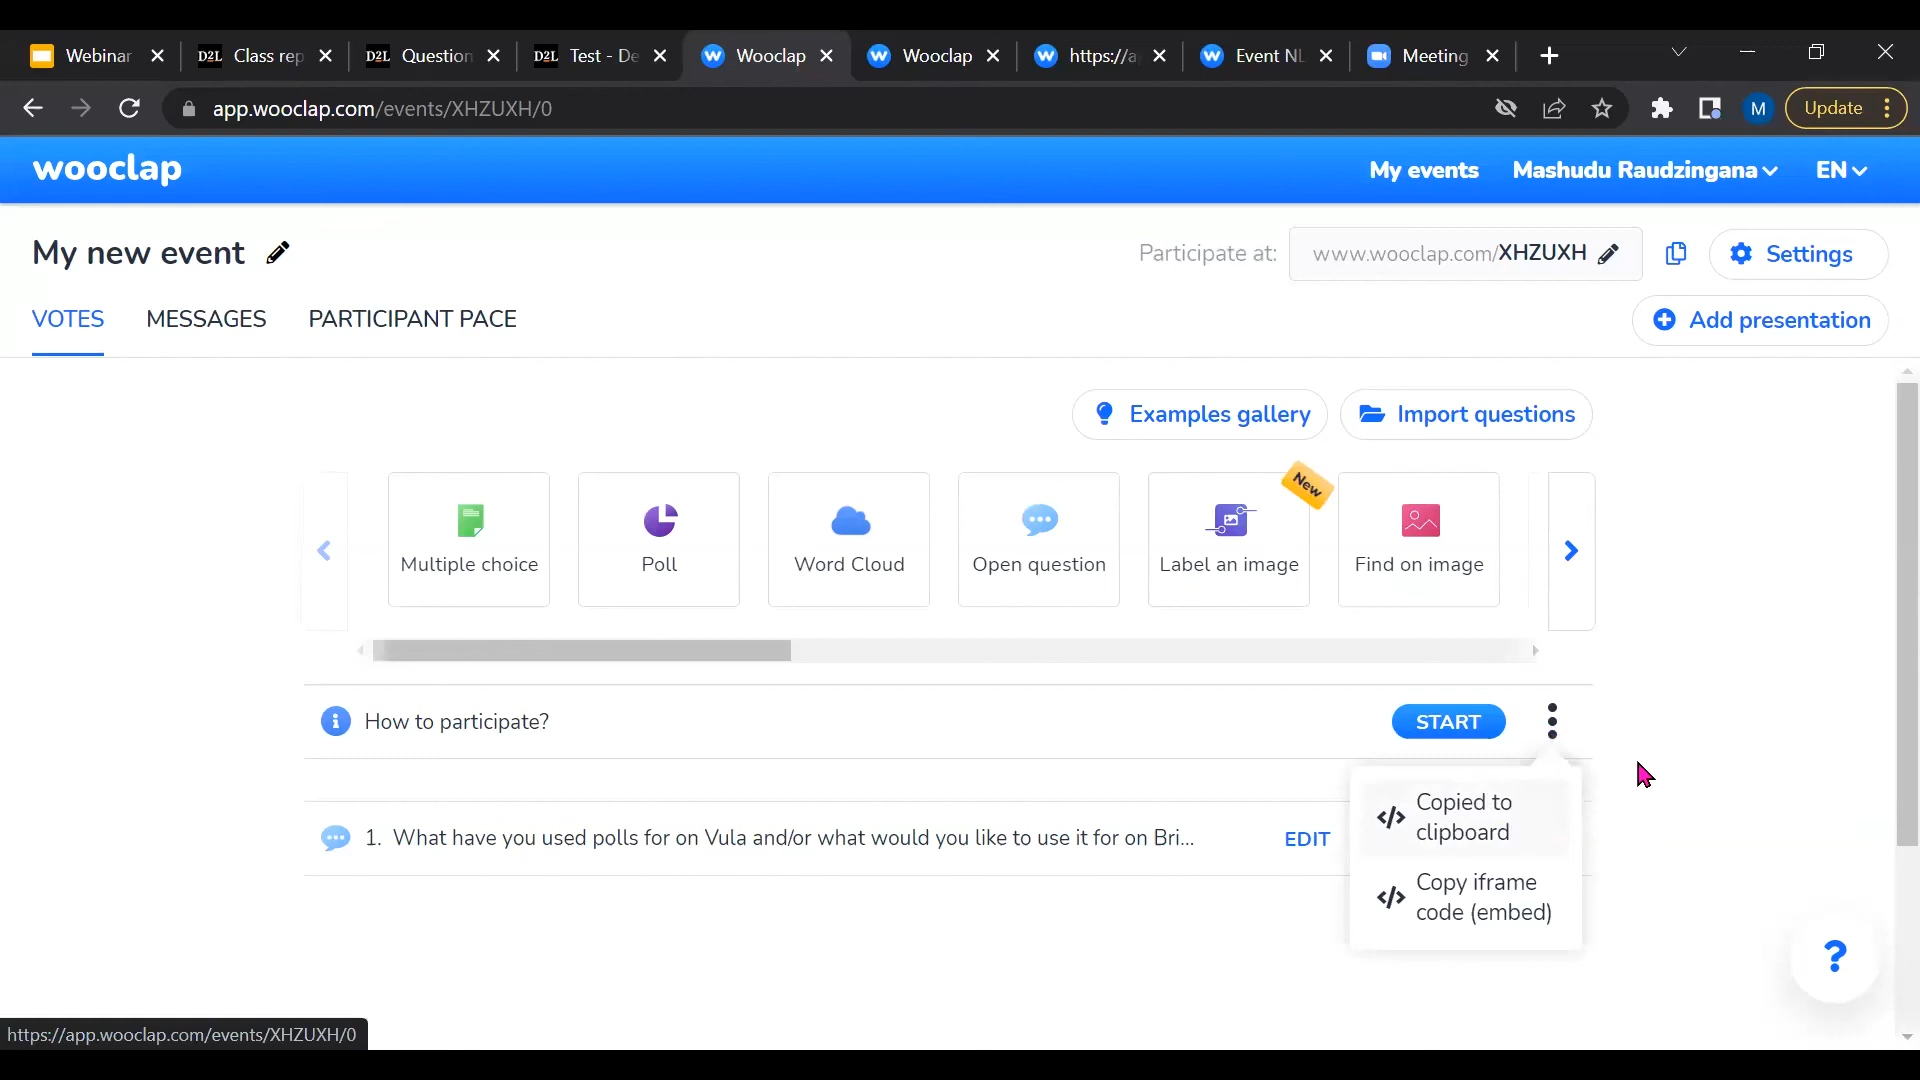 Webinar
Class rep
Question
Test - De
Wooclap
Wooclap
https://a
Event NL
Meeting
app.wooclap.com/events/XHZUXH/0
M
Update
wooclap
My events
Mashudu Raudzingana
EN
My new event
Participate at:
www.wooclap.com/XHZUXH
Settings
VOTES
MESSAGES
PARTICIPANT PACE
Add presentation
Examples gallery
Import questions
New
Multiple choice
Poll
Word Cloud
Open question
Label an image
Find on image
How to participate?
START
Copied to
clipboard
1. What have you used polls for on Vula and/or what would you like to use it for on Bri...
EDIT
Copy iframe
code (embed)
?
https://app.wooclap.com/events/XHZUXH/0